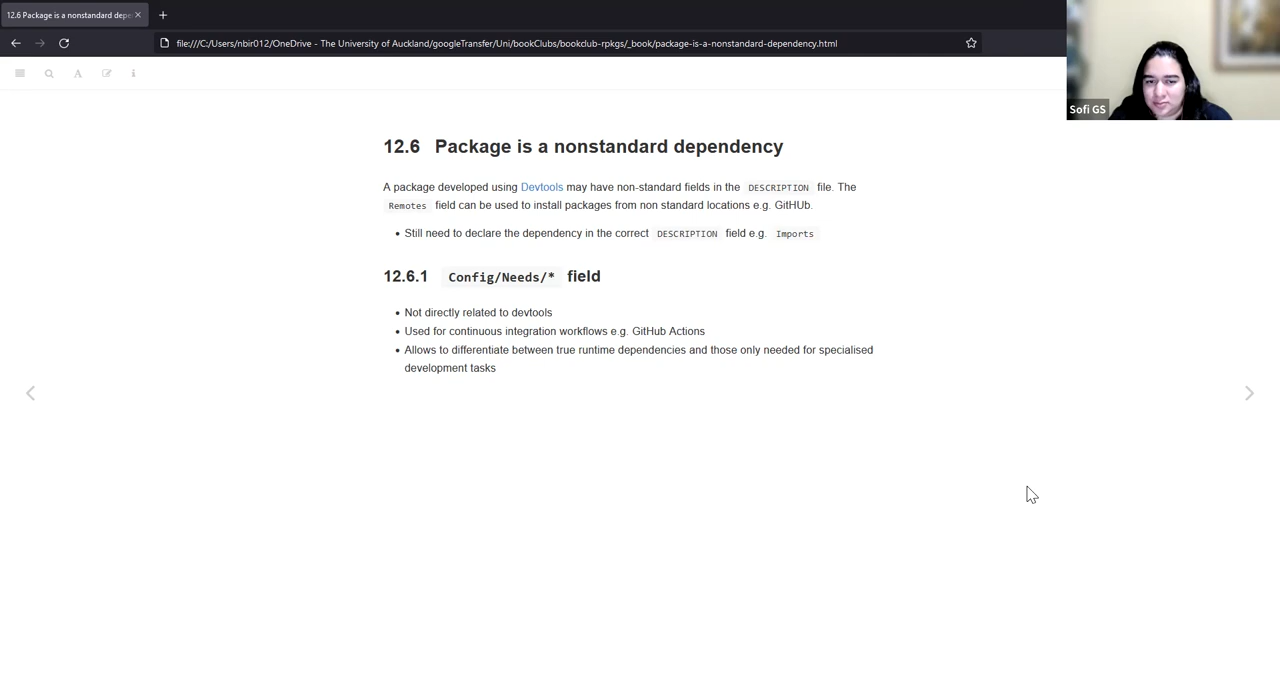 12.6 Package is a nonstandard depe
file:///C:/Users/nbir012/OneDrive - The University of Auckland/googleTransfer/Uni/bookClubs/bookclub-rpkgs/_book/package-is-a-nonstandard-dependency.html
A
Sofi GS
12.6 Package is a nonstandard dependency
A package developed using Devtools may have non-standard fields in the DESCRIPTION file. The
Remotes field can be used to install packages from non standard locations e.g. GitHUb.
• Still need to declare the dependency in the correct DESCRIPTION field e.g. Imports
12.6.1 Config/Needs/* field
• Not directly related to devtools
• Used for continuous integration workflows e.g. GitHub Actions
• Allows to differentiate between true runtime dependencies and those only needed for specialised
development tasks